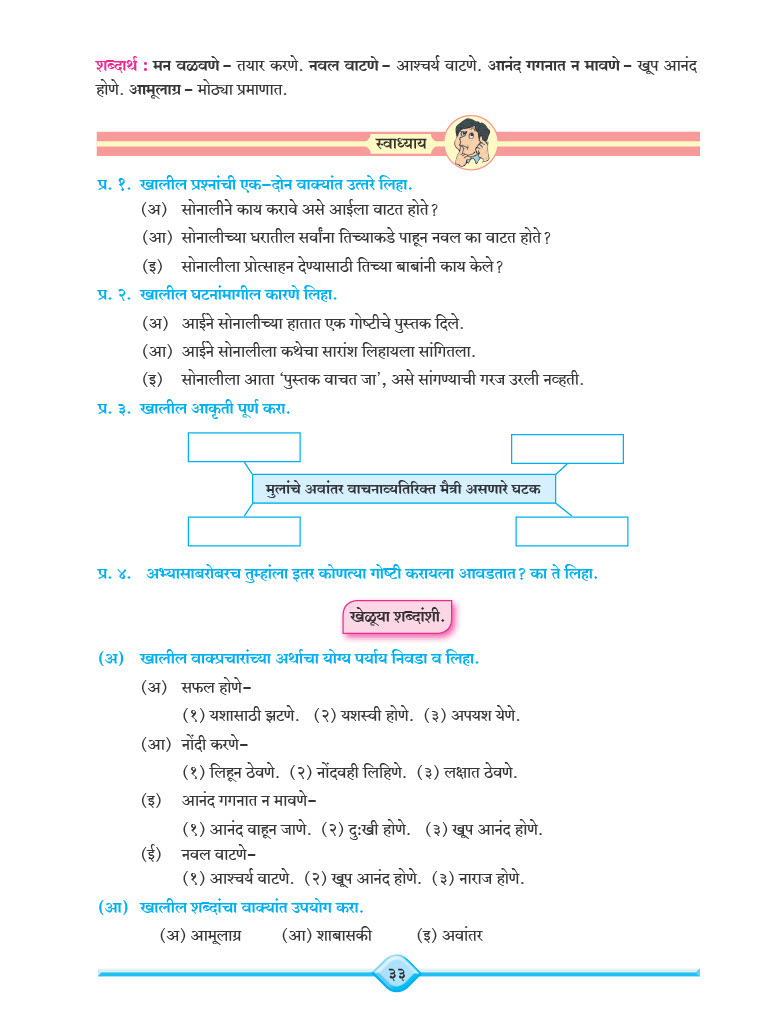 शब्दार्थ : मन वळवणे – तयार करणे. नवल वाटणे – आश्चर्य वाटणे. आनंद गगनात न मावणे – खूप आनंद
होणे. आमूलाग्र – मोठ्या प्रमाणात.
स्वाध्याय
प्र. १. खालील प्रश्नांची एक–दोन वाक्यांत उत्तरे लिहा.
(अ) सोनालीने काय करावे असे आईला वाटत होते?
(आ) सोनालीच्या घरातील सर्वांना तिच्याकडे पाहून नवल का वाटत होते?
(इ) सोनालीला प्रोत्साहन देण्यासाठी तिच्या बाबांनी काय केले?
प्र. २. खालील घटनांमागील कारणे लिहा.
(अ) आईने सोनालीच्या हातात एक गोष्टीचे पुस्तक दिले.
(आ) आईने सोनालीला कथेचा सारांश लिहायला सांगितला.
(इ) सोनालीला आता ‘पुस्तक वाचत जा’, असे सांगण्याची गरज उरली नव्हती.
प्र. ३. खालील आकृती पूर्ण करा.
मुलांचे अवांतर वाचनाव्यतिरिक्त मैत्री असणारे घटक
प्र. ४. अभ्यासाबरोबरच तुम्हांला इतर कोणत्या गोष्टी करायला आवडतात? का ते लिहा.
खेळूया शब्दांशी.
(अ) खालील वाक्प्रचारांच्या अर्थाचा योग्य पर्याय निवडा व लिहा.
(अ) सफल होणे–
(१) यशासाठी झटणे. (२) यशस्वी होणे. (३) अपयश येणे.
(आ) नोंदी करणे–
(१) लिहून ठेवणे. (२) नोंदवही लिहिणे. (३) लक्षात ठेवणे.
(इ) आनंद गगनात न मावणे–
(१) आनंद वाहून जाणे. (२) दुःखी होणे. (३) खूप आनंद होणे.
(ई) नवल वाटणे–
(१) आश्चर्य वाटणे. (२) खूप आनंद होणे. (३) नाराज होणे.
(आ) खालील शब्दांचा वाक्यांत उपयोग करा.
(अ) आमूलाग्र (आ) शाबासकी (इ) अवांतर
३३